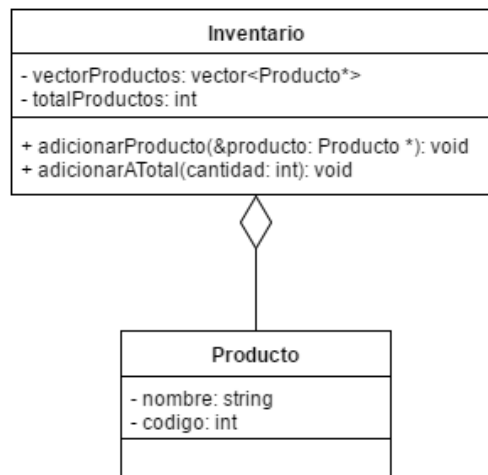 Inventario
- vectorProductos: vector<Producto*>
- totalProductos: int
+ adicionarProducto(&producto: Producto *): void
+ adicionarATotal(cantidad: int): void
Producto
- nombre: string
- codigo: int